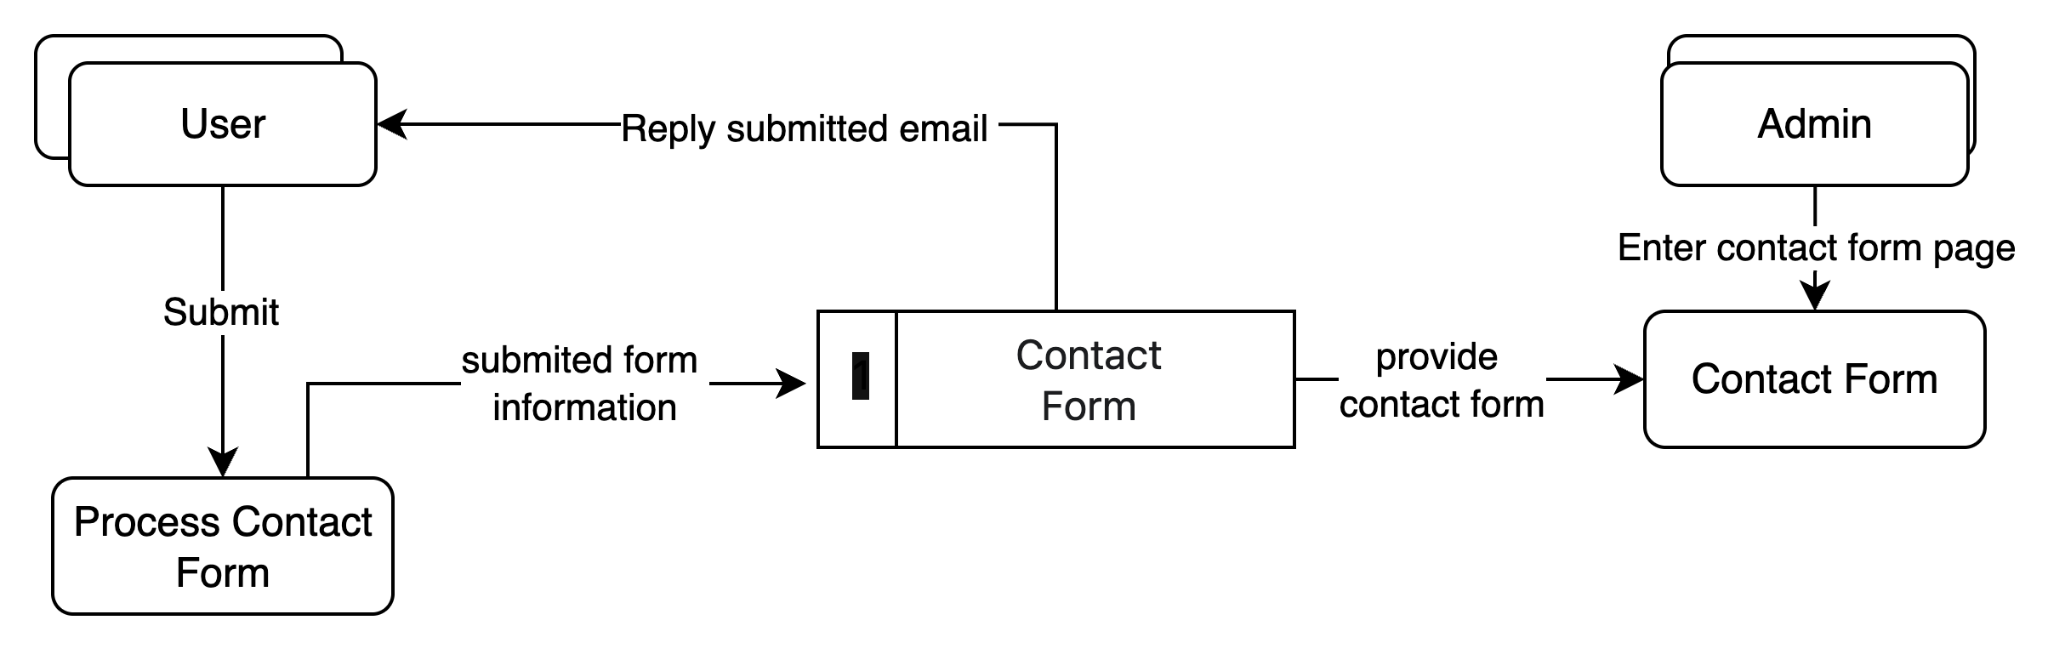 User
Reply submitted email
Admin
Enter contact form page
Submit
submited form
information
1
Contact
Form
provide
contact form
Contact Form
Process Contact
Form